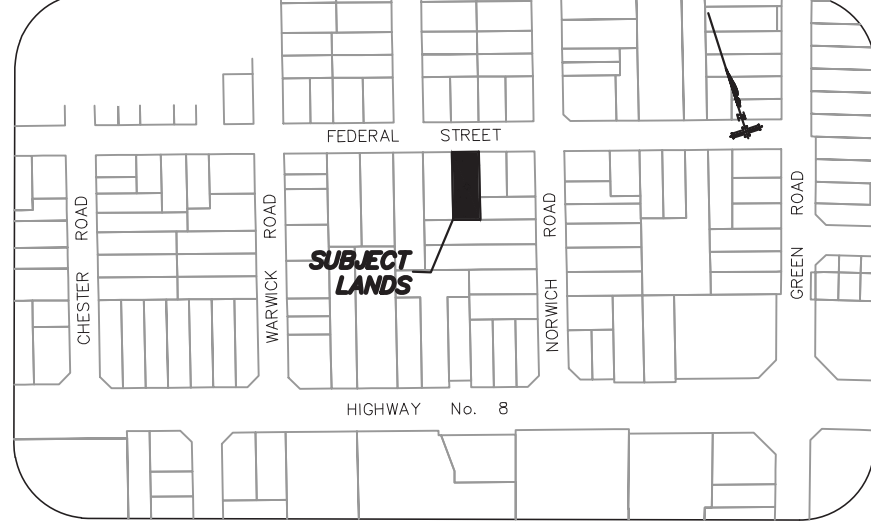 FEDERAL STREET
CHESTER ROAD
WARWICK ROAD
SUBJECT
LANDS
NORWICH ROAD
GREEN ROAD
HIGHWAY No. 8